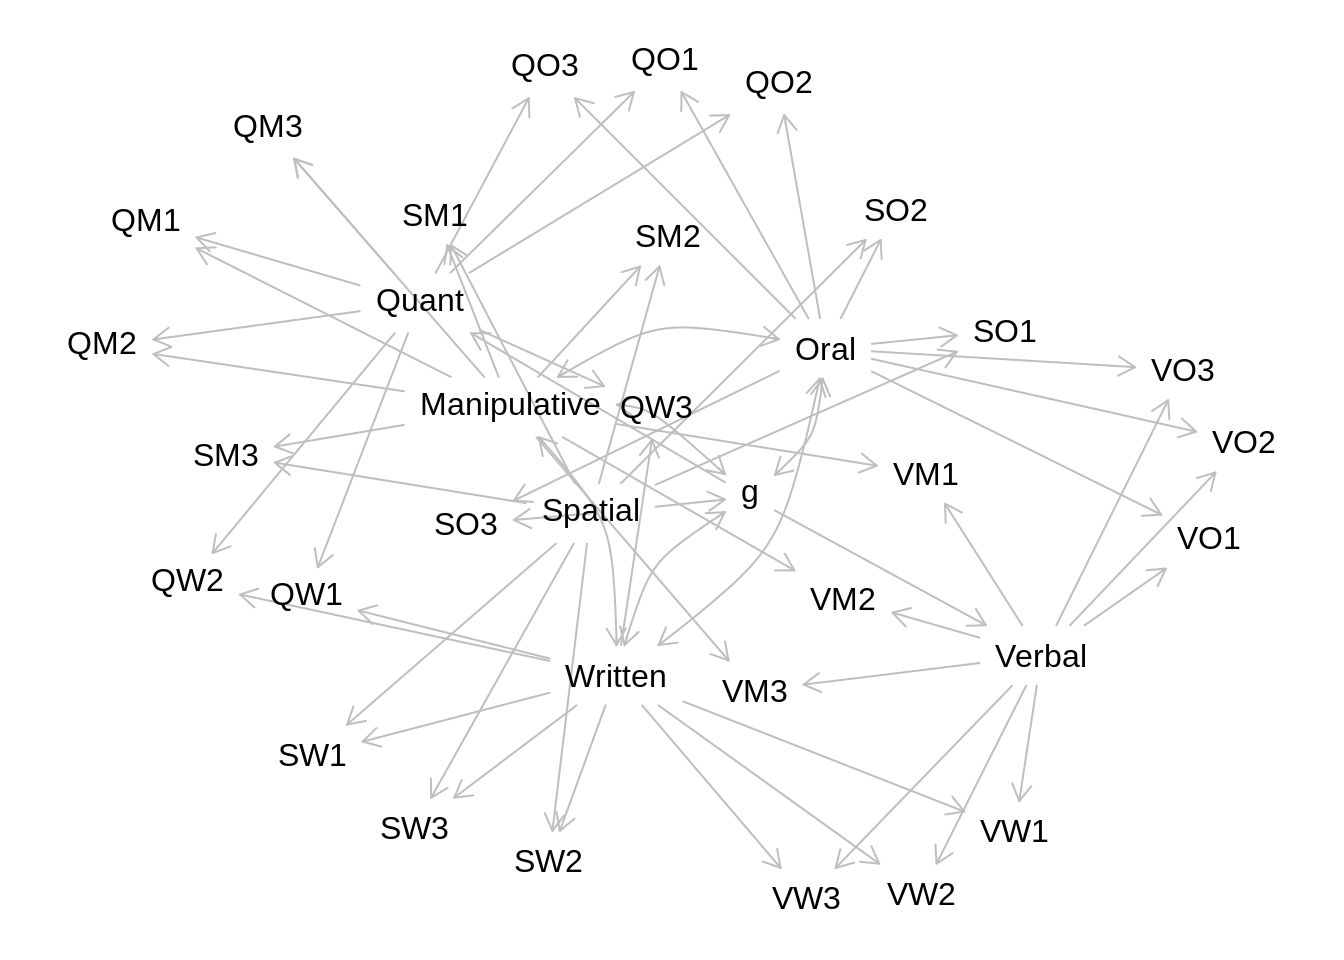 QO1
QO3
QO2
QM3
SO2
SM1
QM1
SM2
Quant
SO1
QM2
Oral
VO3
Manipulative
QW3
VO2
SM3
VM1
g
Spatial
SO3
VO1
QW2
QW1
VM2
Verbal
Written
VM3
SW1
SW3
VW1
SW2
VW2
VW3